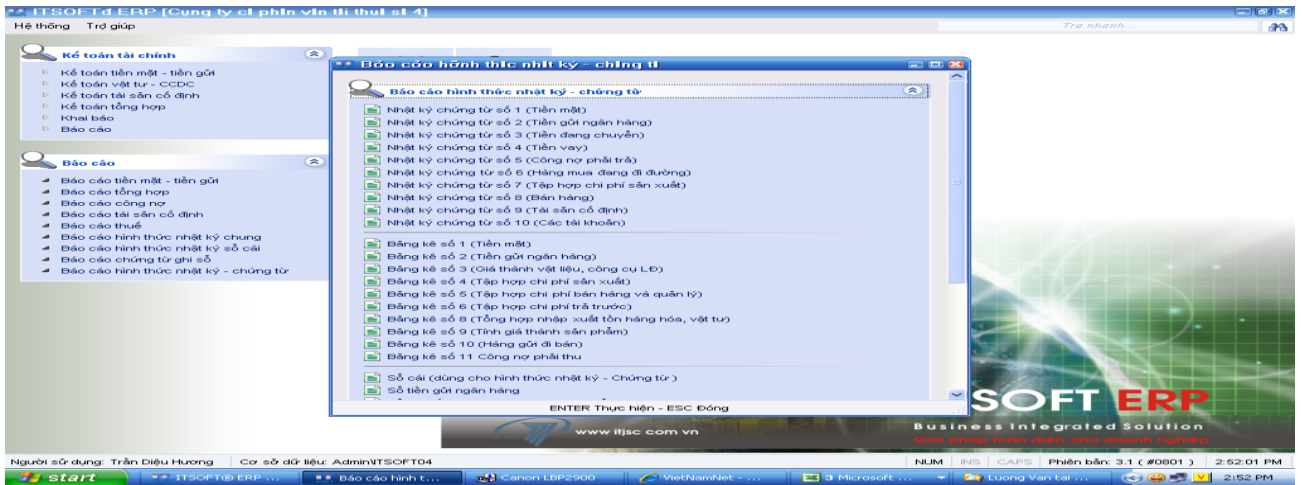 ITSOFTđ ERP [Cụng ty cỉ phỉn vỉn tỉi thuỉ sỉ 4]
Hệ thống Trợ giúp
Tra nhanh...
Kế toán tài chính
Kế toán tiền mặt - tiền gửi
Kế toán vật tư - CCDC
Kế toán tài sản cố định
Kế toán tổng hợp
Khai báo
Báo cáo
Báo cáo
Báo cáo tiền mặt - tiền gửi
Báo cáo tổng hợp
Báo cáo công nợ
Báo cáo tài sản cố định
Báo cáo thuế
Báo cáo hình thức nhật ký chung
Báo cáo hình thức nhật ký sổ cái
Báo cáo chứng từ ghi sổ
Báo cáo hình thức nhật ký - chứng từ
Bỏo cỏo hữnh thỉc nhỉt ký - chỉng tỉ
Báo cáo hình thức nhật ký - chứng từ
Nhật ký chứng từ số 1 (Tiền mặt)
Nhật ký chứng từ số 2 (Tiền gửi ngân hàng)
Nhật ký chứng từ số 3 (Tiền đang chuyển)
Nhật ký chứng từ số 4 (Tiền vay)
Nhật ký chứng từ số 5 (Công nợ phải trả)
Nhật ký chứng từ số 6 (Hàng mua đang đi đường)
Nhật ký chứng từ số 7 (Tập hợp chi phí sản xuất)
Nhật ký chứng từ số 8 (Bán hàng)
Nhật ký chứng từ số 9 (Tài sản cố định)
Nhật ký chứng từ số 10 (Các tài khoản)
Bảng kê số 1 (Tiền mặt)
Bảng kê số 2 (Tiền gửi ngân hàng)
Bảng kê số 3 (Giá thành vật liệu, công cụ LĐ)
Bảng kê số 4 (Tập hợp chi phí sản xuất)
Bảng kê số 5 (Tập hợp chi phí bán hàng và quản lý)
Bảng kê số 6 (Tập hợp chi phí trả trước)
Bảng kê số 8 (Tổng hợp nhập xuất tồn hàng hóa, vật tư)
Bảng kê số 9 (Tính giá thành sản phẩm)
Bảng kê số 10 (Hàng gửi đi bán)
Bảng kê số 11 Công nợ phải thu
Sổ cái (dùng cho hình thức nhật ký - Chứng từ )
Sổ tiền gửi ngân hàng
ENTER Thực hiện - ESC Đóng
SOFT ERP
Business Integrated Solution
Giải pháp toàn diện cho doanh nghiệp
www itjsc com vn
Người sử dụng: Trần Diệu Hương Cơ sở dữ liệu: Admin\ITSOFT04 NUM INS CAPS Phiên bản: 3.1 ( #0801 ) 2:52:01 PM
start ITSOFT® ERP ... Báo cáo hình t... Canon LBP2900 VietNamNet - ... 3 Microsoft ... Luong Van tai ... 2:52 PM